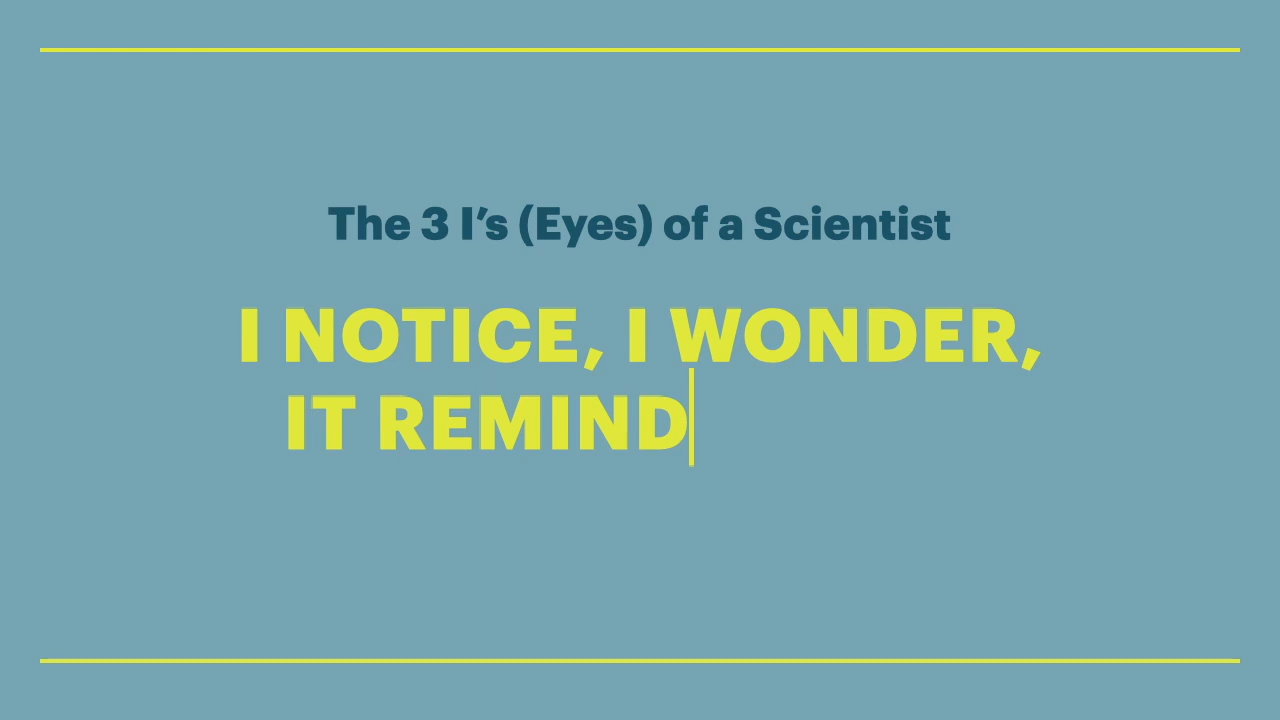 The 3 I’s (Eyes) of a Scientist
I NOTICE, I WONDER,
IT REMIND